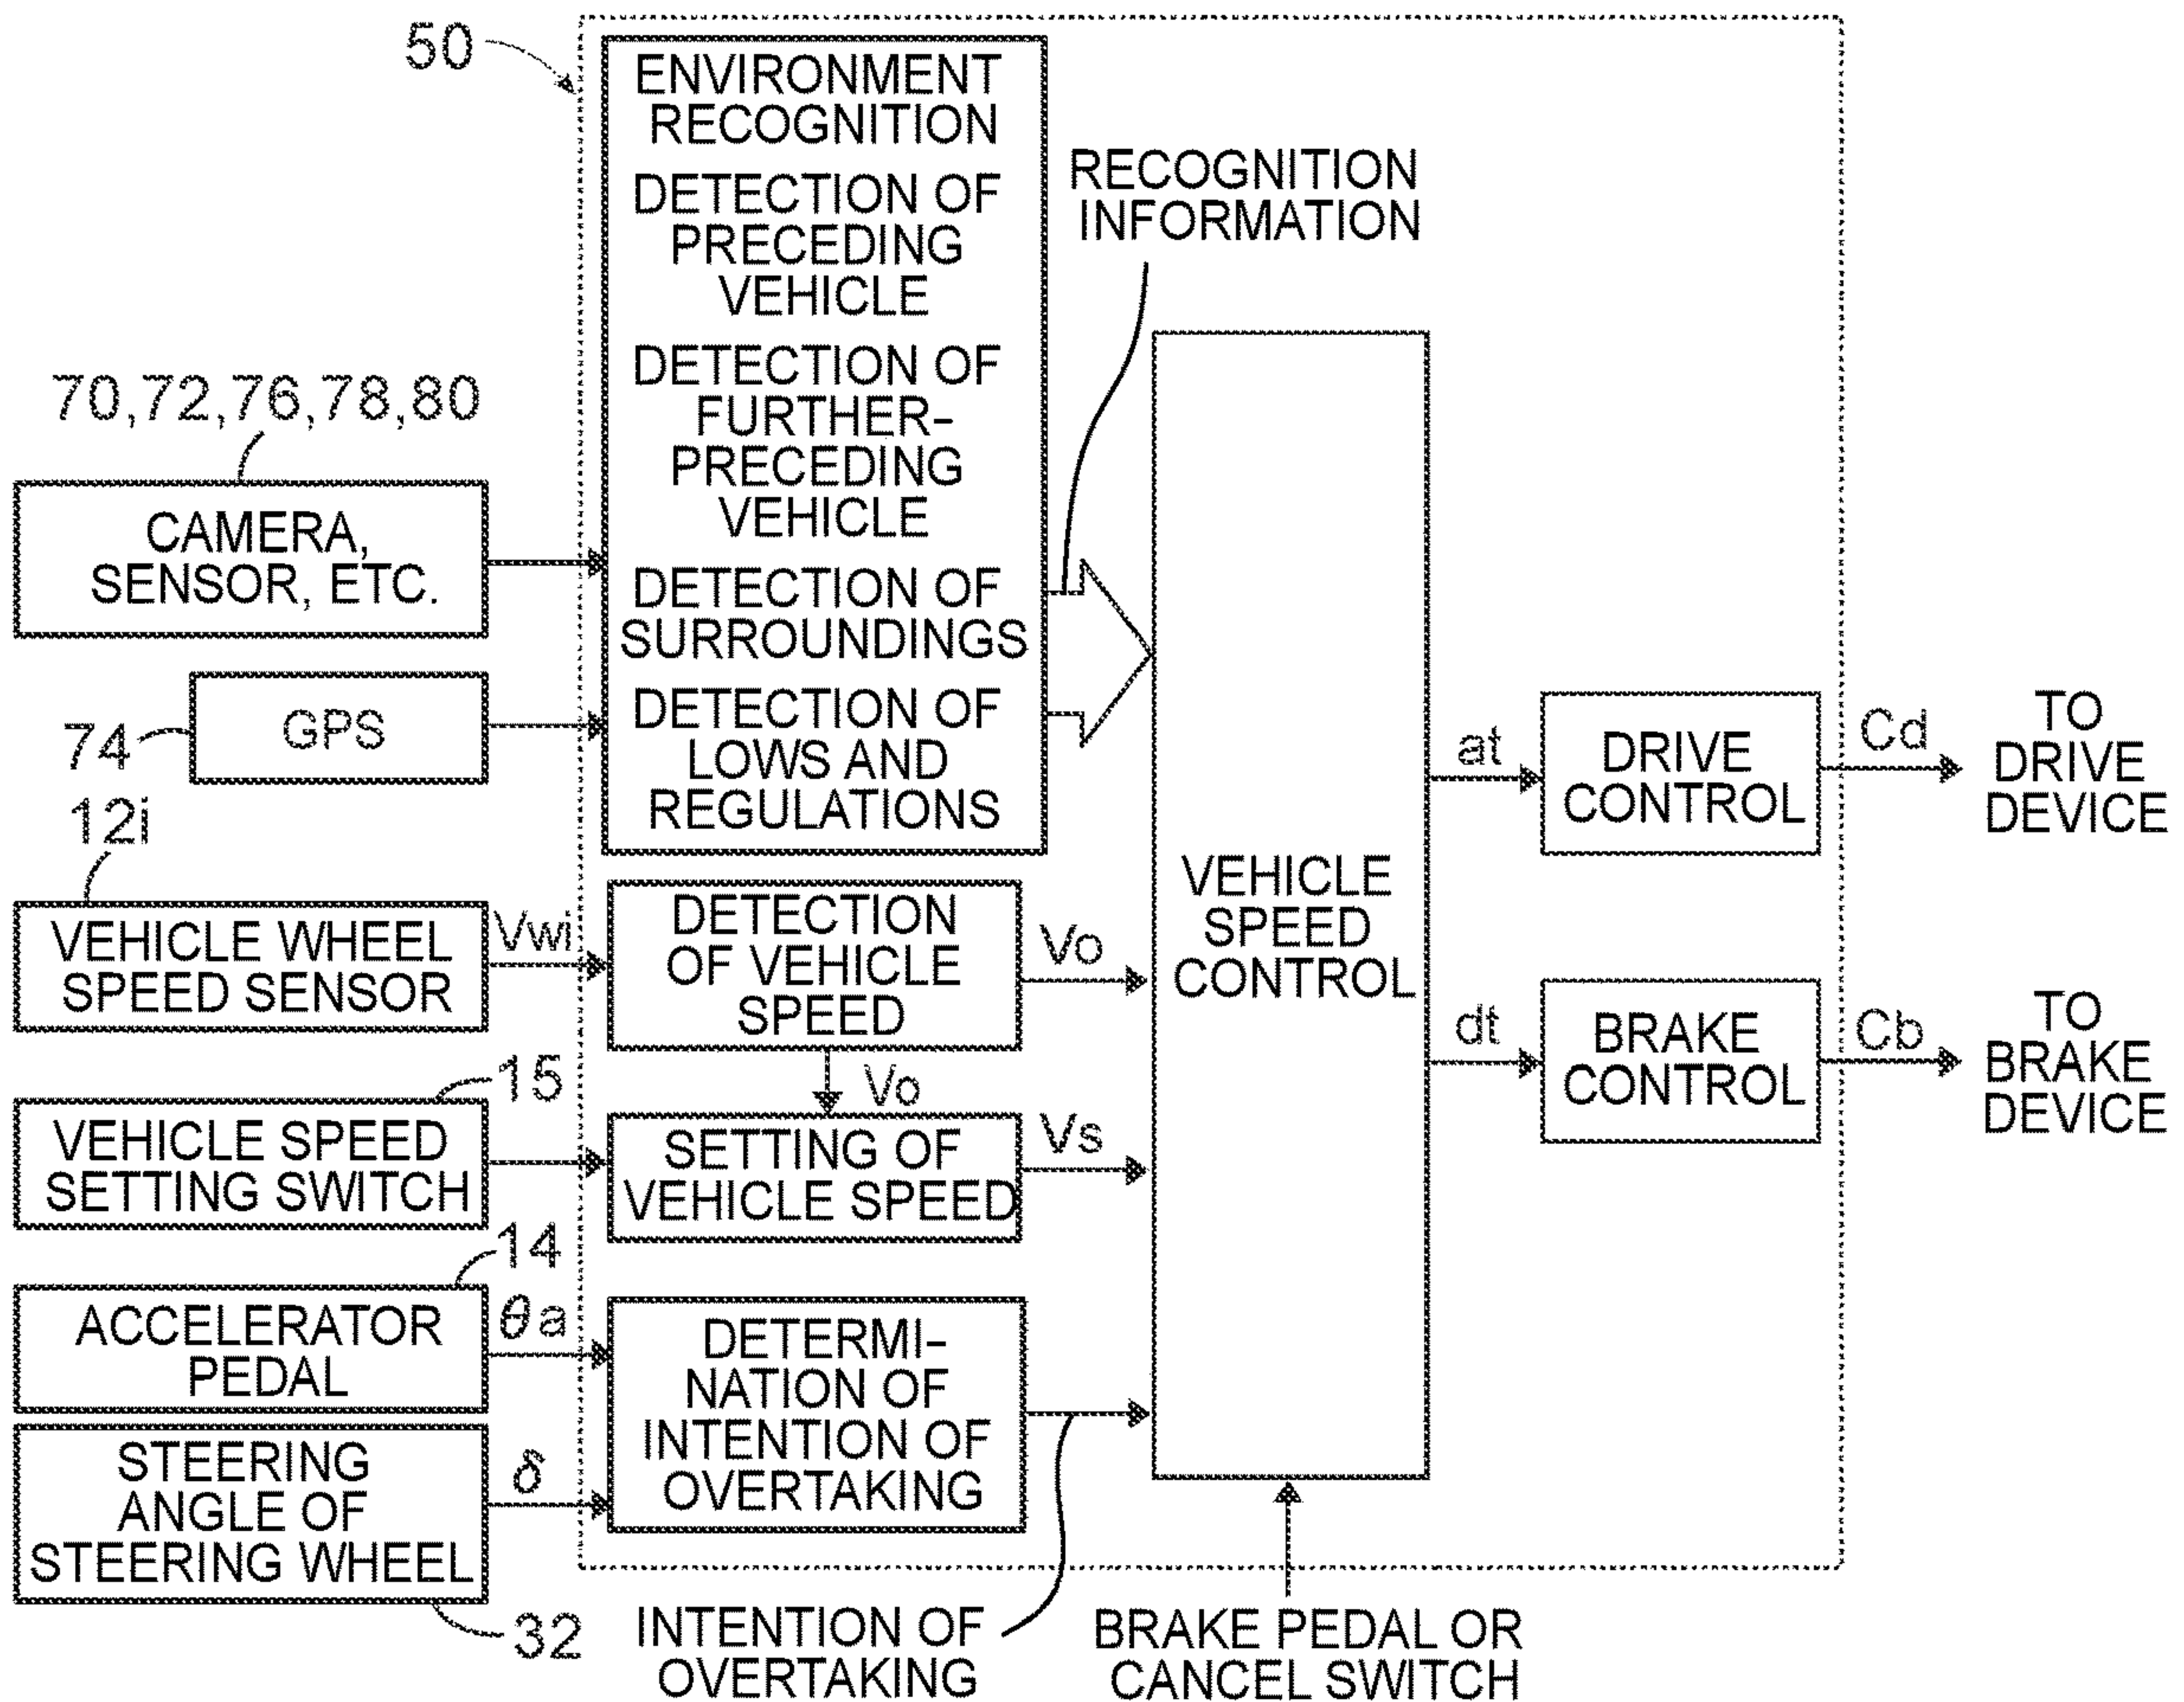 50
ENVIRONMENT
RECOGNITION
DETECTION OF
PRECEDING
VEHICLE
DETECTION OF
FURTHER-
PRECEDING
VEHICLE
DETECTION OF
SURROUNDINGS
DETECTION OF
LOWS AND
REGULATIONS
RECOGNITION
INFORMATION
70,72,76,78,80
CAMERA,
SENSOR, ETC.
GPS
74
12i
VEHICLE WHEEL
SPEED SENSOR
Vwi
DETECTION
OF VEHICLE
SPEED
Vo
Vo
15
VEHICLE SPEED
SETTING SWITCH
SETTING OF
VEHICLE SPEED
Vs
14
ACCELERATOR
PEDAL
θa
STEERING
ANGLE OF
STEERING WHEEL
δ
32
DETERMI-
NATION OF
INTENTION OF
OVERTAKING
INTENTION OF
OVERTAKING
VEHICLE
SPEED
CONTROL
BRAKE PEDAL OR
CANCEL SWITCH
at
DRIVE
CONTROL
Cd
TO
DRIVE
DEVICE
dt
BRAKE
CONTROL
Cb
TO
BRAKE
DEVICE